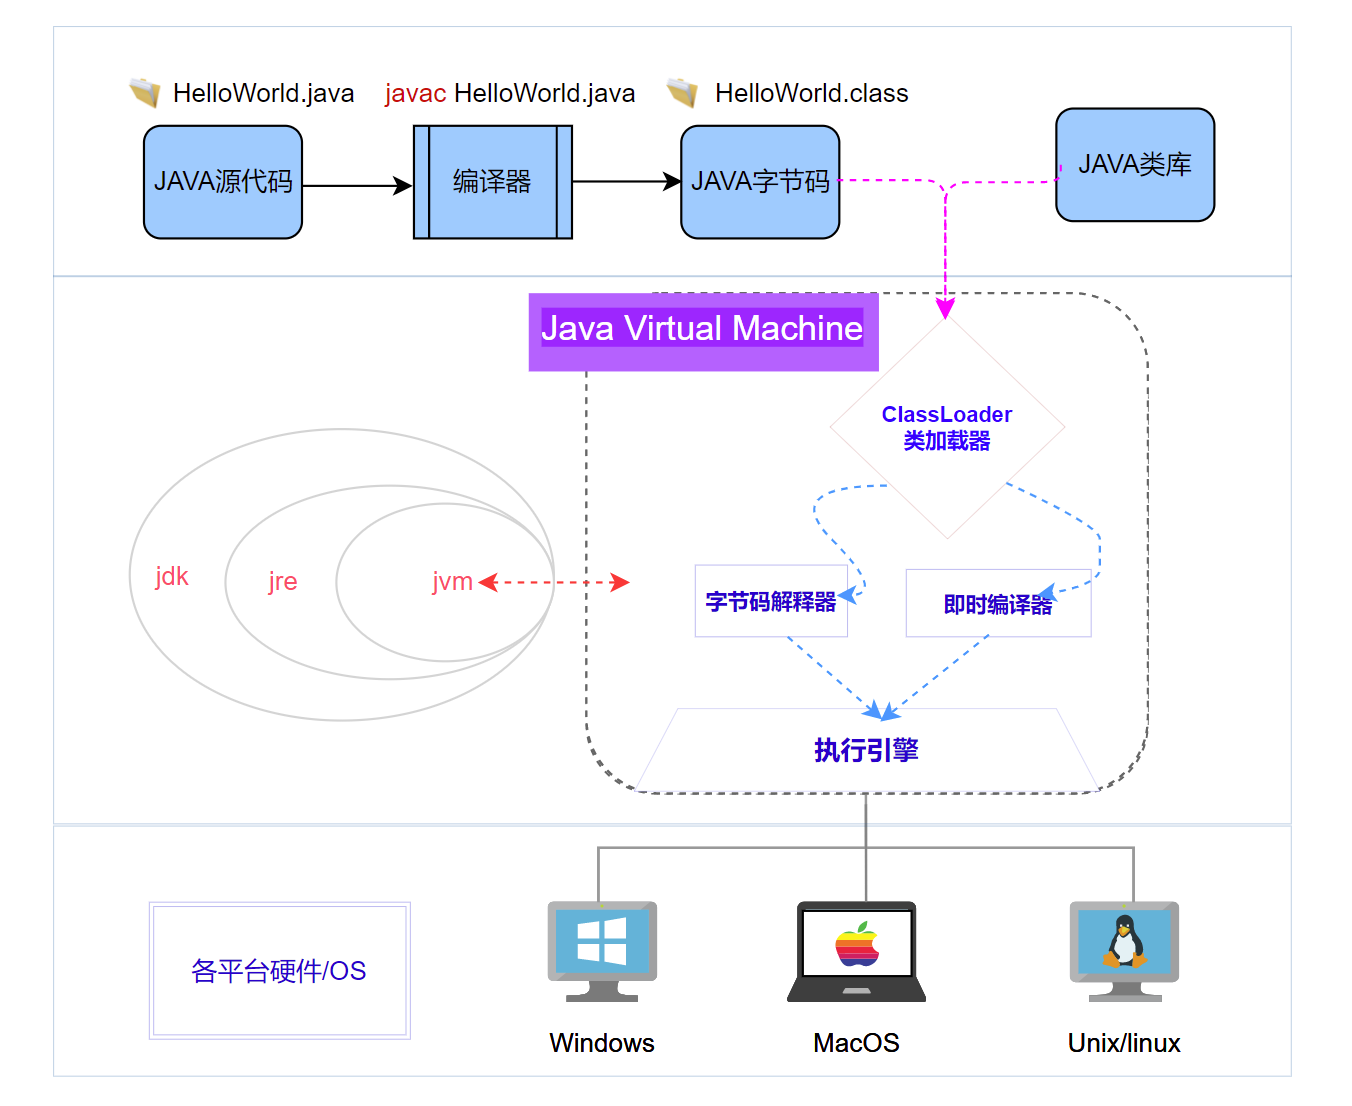 HelloWorld.java
javac HelloWorld.java
HelloWorld.class
JAVA源代码
编译器
JAVA字节码
JAVA类库
Java Virtual Machine
ClassLoader
类加载器
jdk
jre
jvm
字节码解释器
即时编译器
执行引擎
各平台硬件/OS
Windows
MacOS
Unix/linux